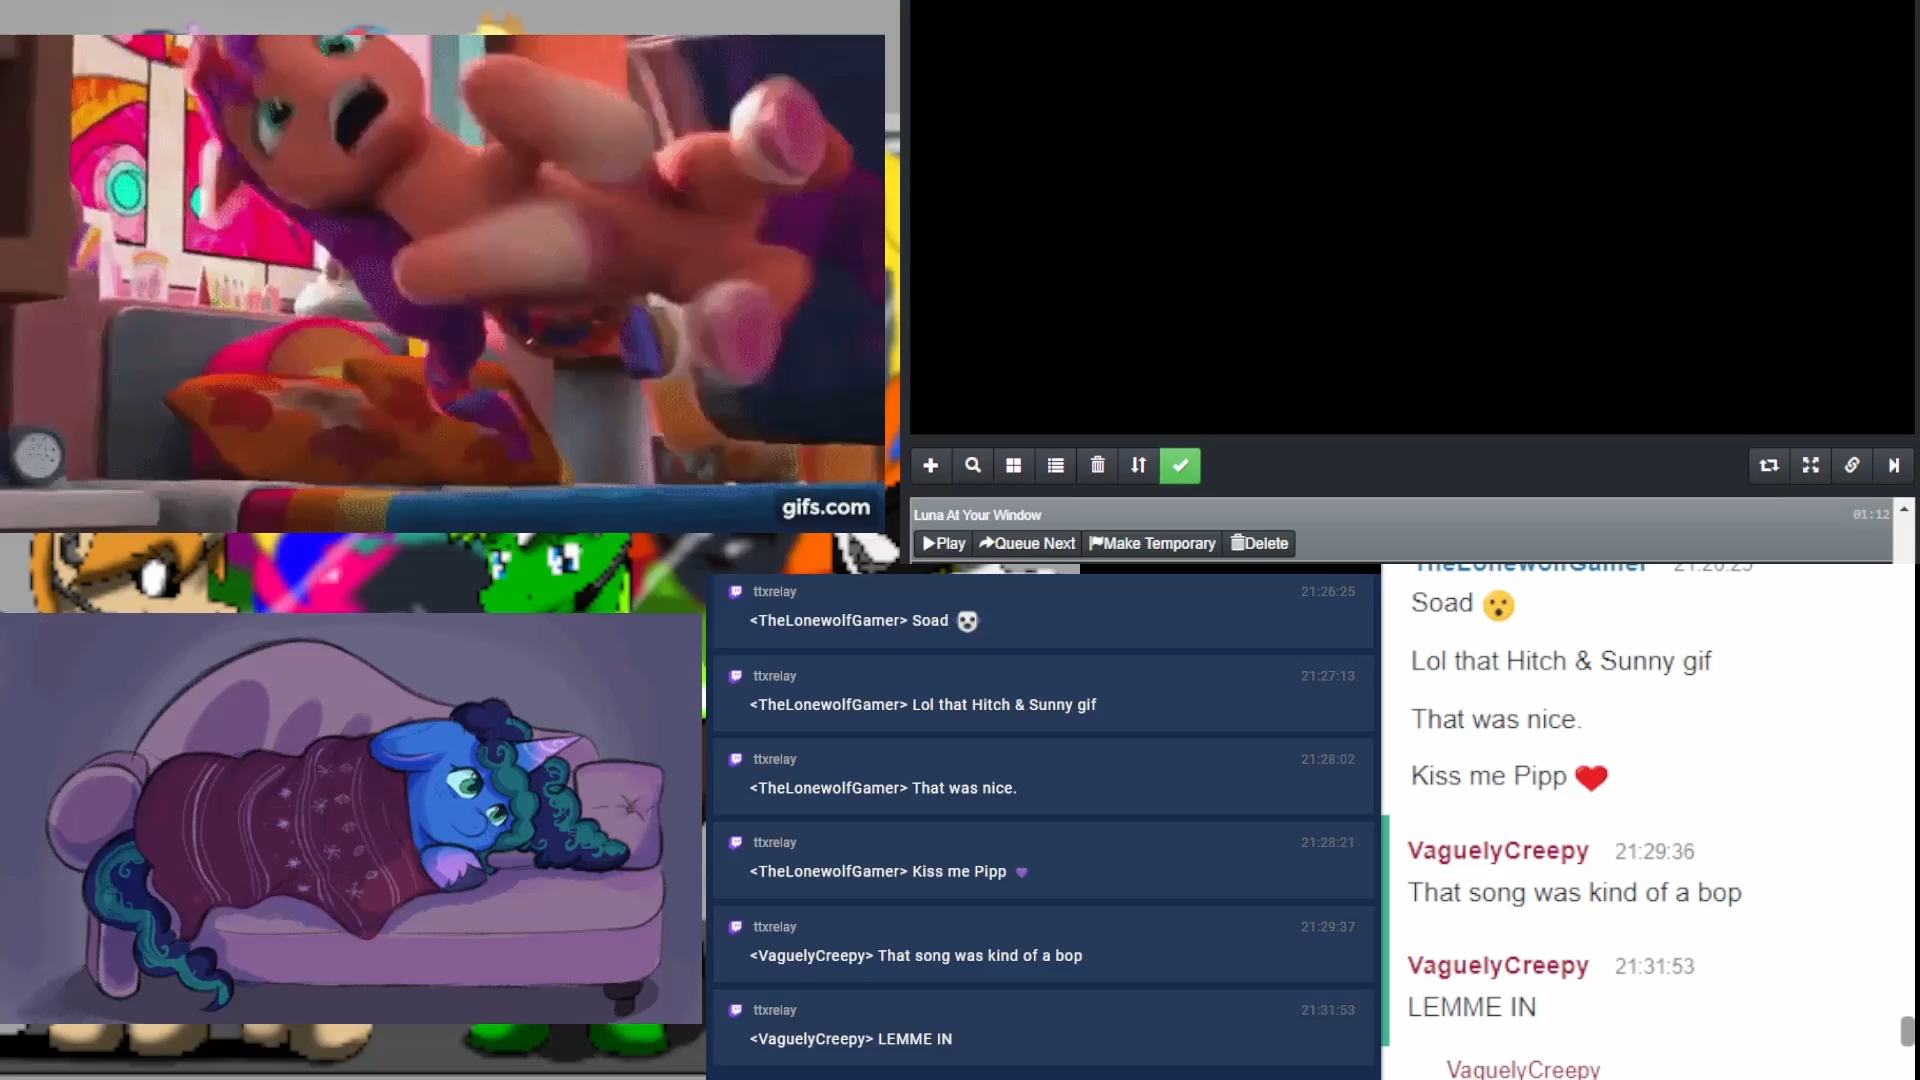 gifs.com
Luna At Your Window
01:12
Play
Queue Next
Make Temporary
Delete
ttxrelay 21:26:25
<TheLonewolfGamer> Soad
ttxrelay 21:27:13
<TheLonewolfGamer> Lol that Hitch & Sunny gif
ttxrelay 21:28:02
<TheLonewolfGamer> That was nice.
ttxrelay 21:28:21
<TheLonewolfGamer> Kiss me Pipp 💜
ttxrelay 21:29:37
<VaguelyCreepy> That song was kind of a bop
ttxrelay 21:31:53
<VaguelyCreepy> LEMME IN
TheLonewolfGamer
Soad 😮
Lol that Hitch & Sunny gif
That was nice.
Kiss me Pipp ❤️
VaguelyCreepy 21:29:36
That song was kind of a bop
VaguelyCreepy 21:31:53
LEMME IN
VaguelyCreepy